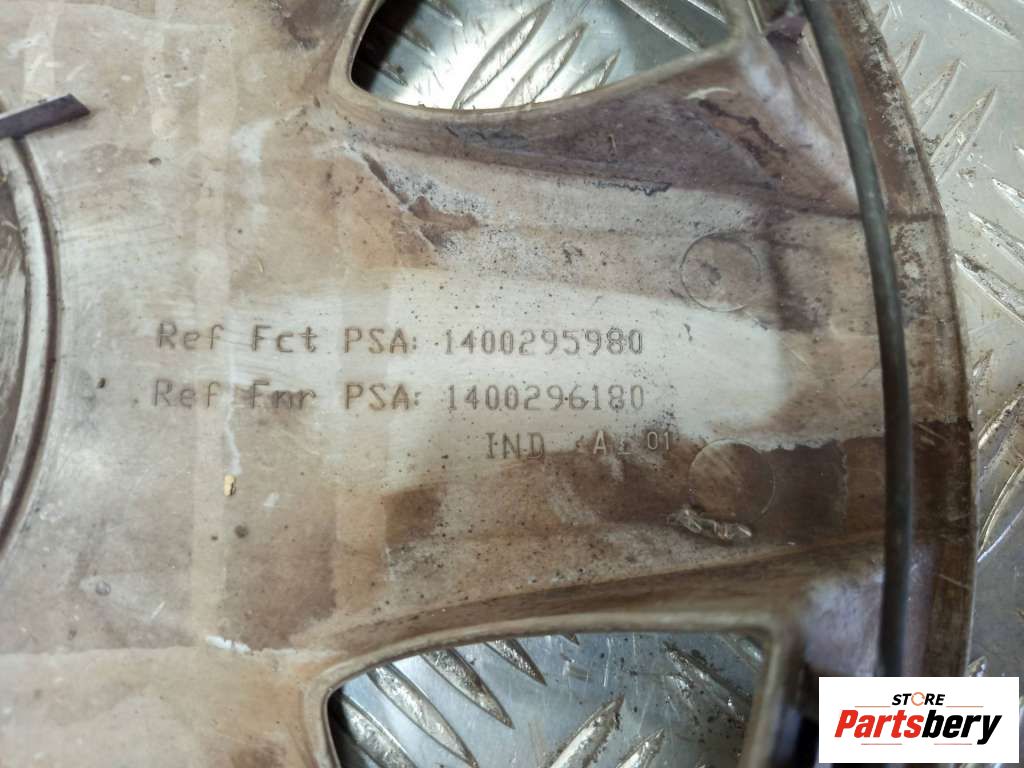 Ref Fct PSA: 1400295980
Ref Fnr PSA: 1400296180
IND A 01
STORE
Partsbery